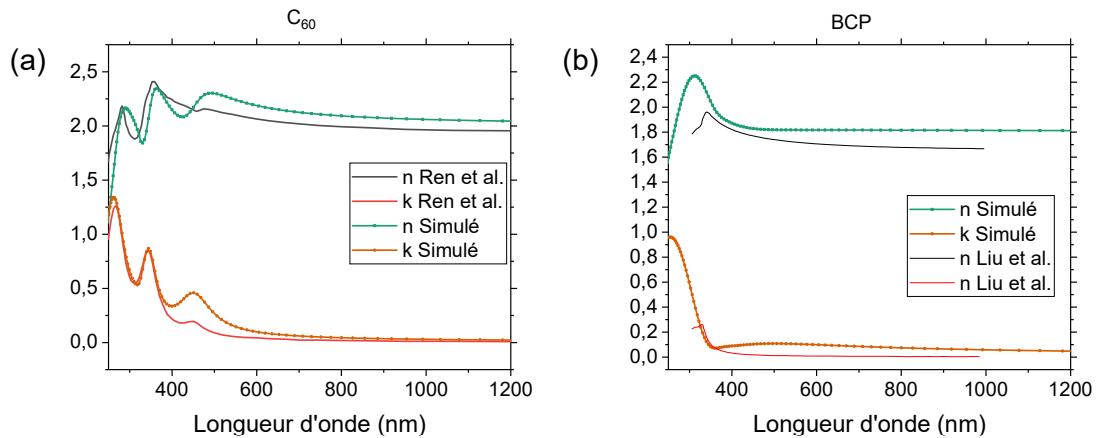 C₆₀
(a)
2,5
2,0
1,5
1,0
0,5
0,0
n Ren et al.
k Ren et al.
n Simulé
k Simulé
400 600 800 1000 1200
Longueur d'onde (nm)
BCP
(b)
2,4
2,2
2,0
1,8
1,6
1,4
1,2
1,0
0,8
0,6
0,4
0,2
0,0
n Simulé
k Simulé
n Liu et al.
n Liu et al.
400 600 800 1000 1200
Longueur d'onde (nm)